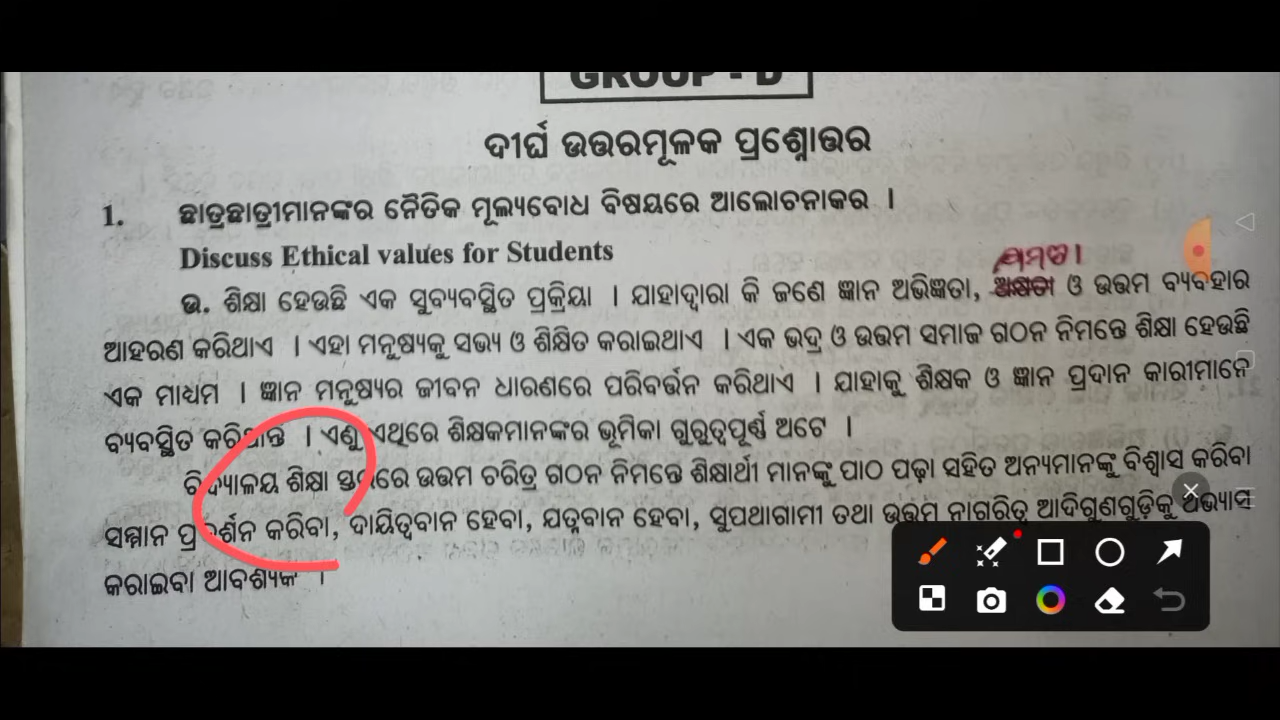 GROUP - D
ଦୀର୍ଘ ଉତ୍ତରମୂଳକ ପ୍ରଶ୍ନୋତ୍ତର
1. ଛାତ୍ରଛାତ୍ରୀମାନଙ୍କର ନୈତିକ ମୂଲ୍ୟବୋଧ ବିଷୟରେ ଆଲୋଚନାକର ।
Discuss Ethical values for Students
ଉ. ଶିକ୍ଷା ହେଉଛି ଏକ ସୁବ୍ୟବସ୍ଥିତ ପ୍ରକ୍ରିୟା । ଯାହାଦ୍ୱାରା କି ଜଣେ ଜ୍ଞାନ ଅଭିଜ୍ଞତା, ଓ ଉତ୍ତମ ବ୍ୟବହାର
ଆହରଣ କରିଥାଏ । ଏହା ମନୁଷ୍ୟକୁ ସଭ୍ୟ ଓ ଶିକ୍ଷିତ କରାଇଥାଏ । ଏକ ଭଦ୍ର ଓ ଉତ୍ତମ ସମାଜ ଗଠନ ନିମନ୍ତେ ଶିକ୍ଷା ହେଉଛି
ଏକ ମାଧ୍ୟମ । ଜ୍ଞାନ ମନୁଷ୍ୟର ଜୀବନ ଧାରଣରେ ପରିବର୍ତ୍ତନ କରିଥାଏ । ଯାହାକୁ ଶିକ୍ଷକ ଓ ଜ୍ଞାନ ପ୍ରଦାନ କାରୀମାନେ
ବ୍ୟବସ୍ଥିତ କରିଥାନ୍ତି । ଏଣୁ ଏଥିରେ ଶିକ୍ଷକମାନଙ୍କର ଭୂମିକା ଗୁରୁତ୍ୱପୂର୍ଣ୍ଣ ଅଟେ ।
ବିଦ୍ୟାଳୟ ଶିକ୍ଷା ସ୍ତରରେ ଉତ୍ତମ ଚରିତ୍ର ଗଠନ ନିମନ୍ତେ ଶିକ୍ଷାର୍ଥୀ ମାନଙ୍କୁ ପାଠ ପଢ଼ା ସହିତ ଅନ୍ୟମାନଙ୍କୁ ବିଶ୍ୱାସ କରିବା
ସମ୍ମାନ ପ୍ରଦର୍ଶନ କରିବା, ଦାୟିତ୍ୱବାନ ହେବା, ଯତ୍ନବାନ ହେବା, ସୁପଥାଗାମୀ ତଥା ଉତ୍ତମ ନାଗରିତ୍ୱ ଆଦିଗୁଣଗୁଡ଼ିକୁ ଅଭ୍ୟାସ
କରାଇବା ଆବଶ୍ୟକ ।